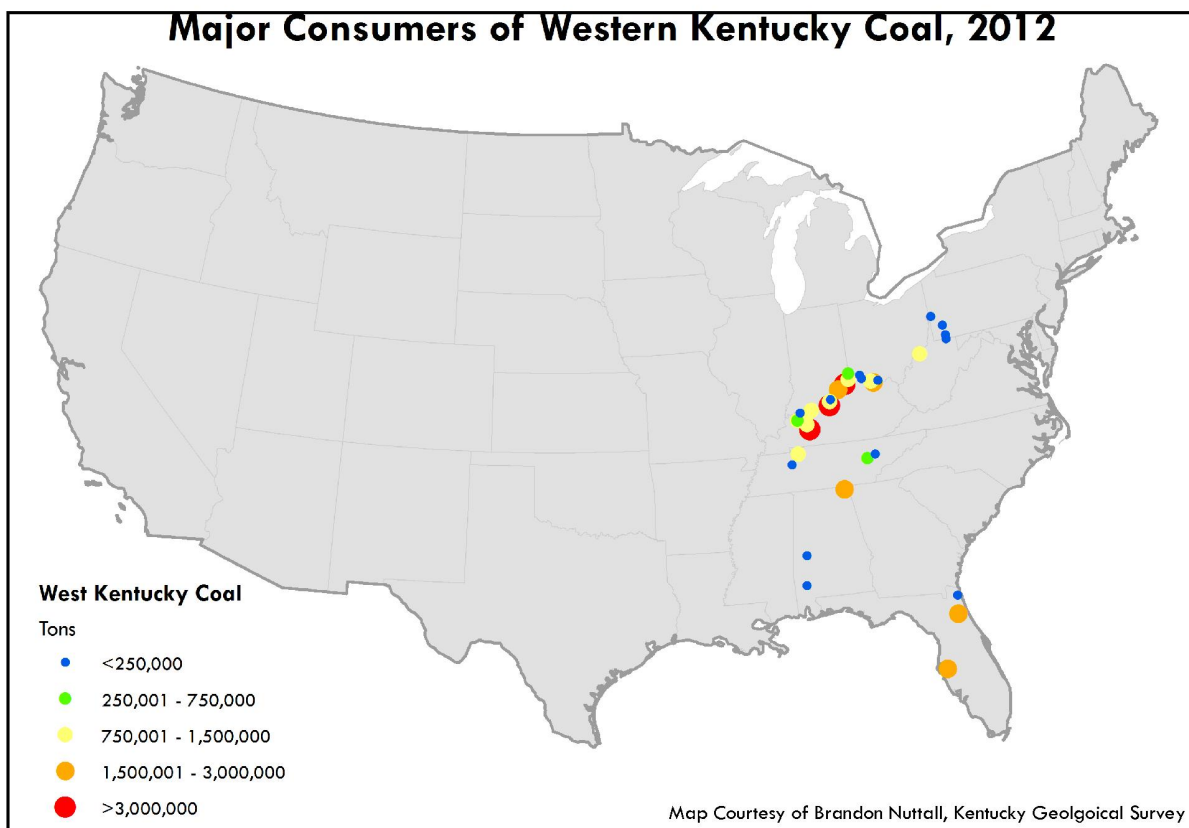 Major Consumers of Western Kentucky Coal, 2012
West Kentucky Coal
Tons
<250,000
250,001 - 750,000
750,001 - 1,500,000
1,500,001 - 3,000,000
>3,000,000
Map Courtesy of Brandon Nuttall, Kentucky Geolgoical Survey